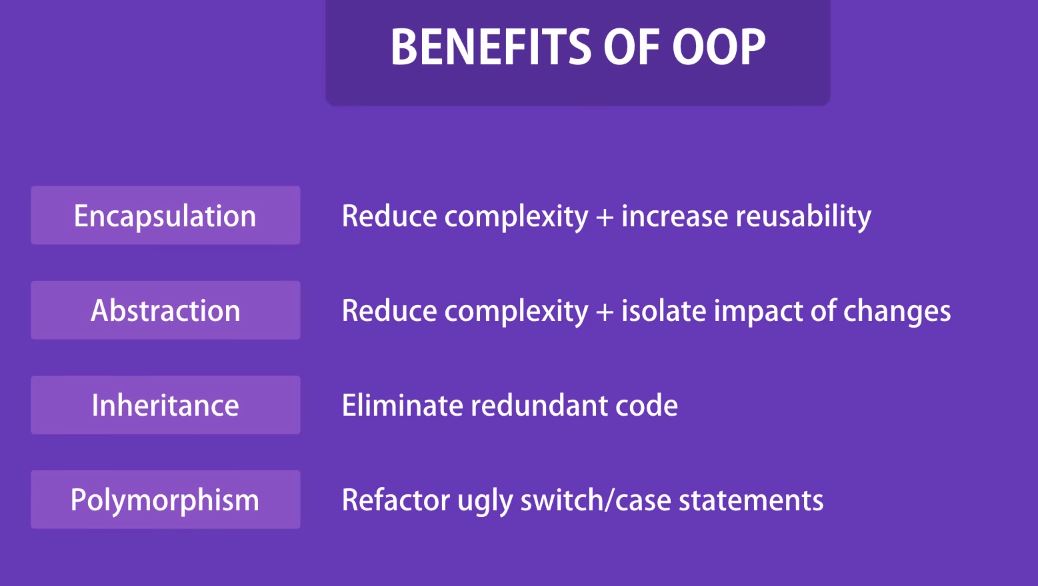 BENEFITS OF OOP
Encapsulation Reduce complexity + increase reusability
Abstraction Reduce complexity + isolate impact of changes
Inheritance Eliminate redundant code
Polymorphism Refactor ugly switch/case statements